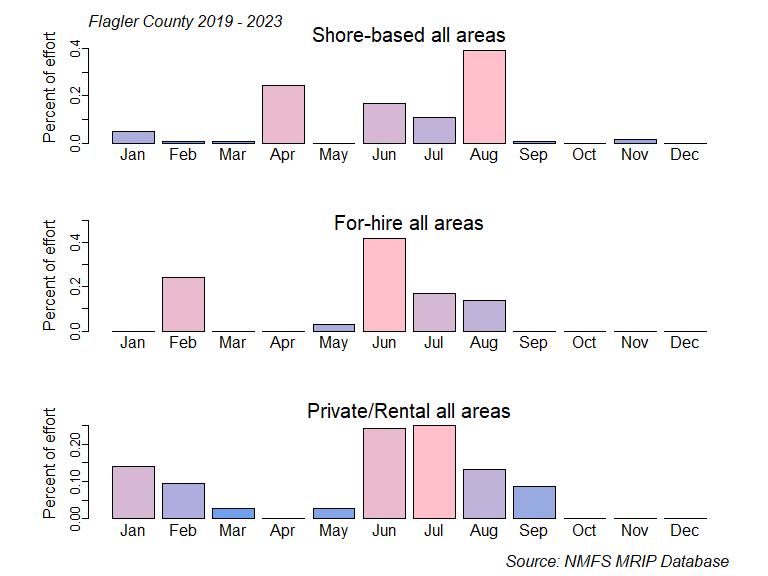 Flagler County 2019 - 2023
Shore-based all areas
Percent of effort
0.0 0.2 0.4
Jan Feb Mar Apr May Jun Jul Aug Sep Oct Nov Dec
For-hire all areas
Percent of effort
0.0 0.2 0.4
Jan Feb Mar Apr May Jun Jul Aug Sep Oct Nov Dec
Private/Rental all areas
Percent of effort
0.00 0.10 0.20
Jan Feb Mar Apr May Jun Jul Aug Sep Oct Nov Dec
Source: NMFS MRIP Database